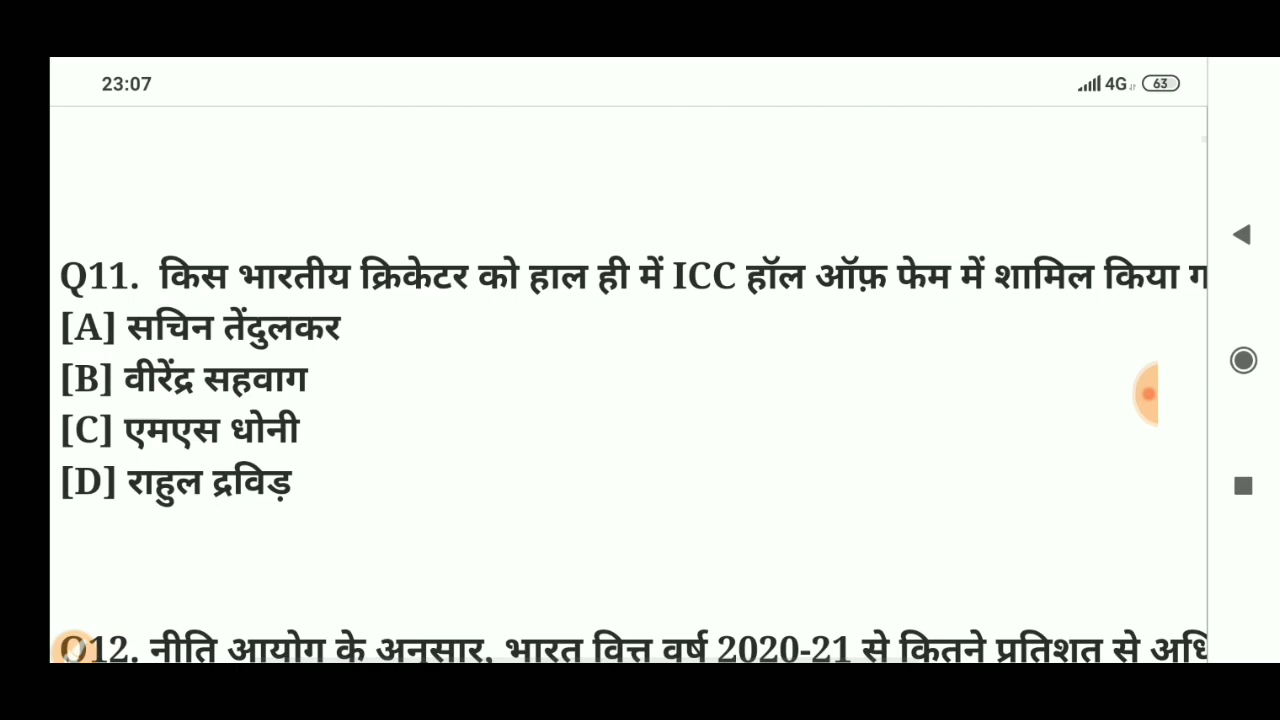 23:07
4G 63
Q11. किस भारतीय क्रिकेटर को हाल ही में ICC हॉल ऑफ़ फेम में शामिल किया ग
[A] सचिन तेंदुलकर
[B] वीरेंद्र सहवाग
[C] एमएस धोनी
[D] राहुल द्रविड़
Q12. नीति आयोग के अनुसार, भारत वित्त वर्ष 2020-21 से कितने प्रतिशत से